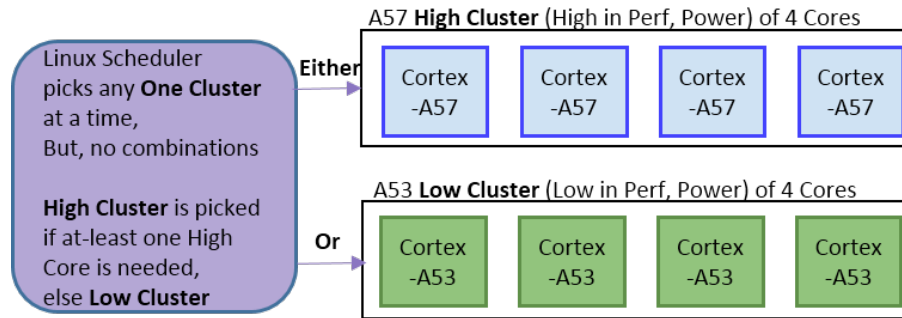 A57 High Cluster (High in Perf, Power) of 4 Cores
Linux Scheduler
picks any One Cluster
at a time,
But, no combinations
High Cluster is picked
if at-least one High
Core is needed,
else Low Cluster
Either
Cortex
-A57
Cortex
-A57
Cortex
-A57
Cortex
-A57
A53 Low Cluster (Low in Perf, Power) of 4 Cores
Or
Cortex
-A53
Cortex
-A53
Cortex
-A53
Cortex
-A53